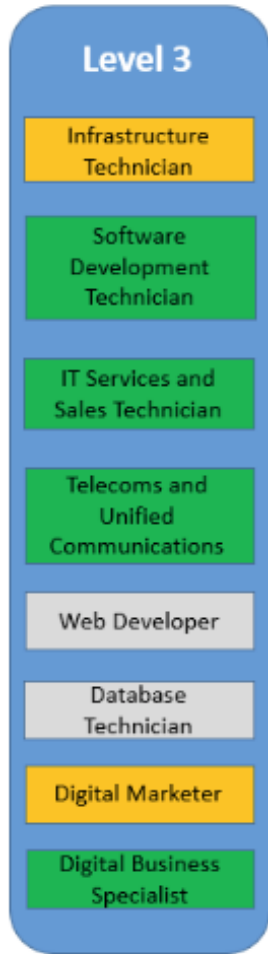 Level 3
Infrastructure
Technician
Software
Development
Technician
IT Services and
Sales Technician
Telecoms and
Unified
Communications
Web Developer
Database
Technician
Digital Marketer
Digital Business
Specialist